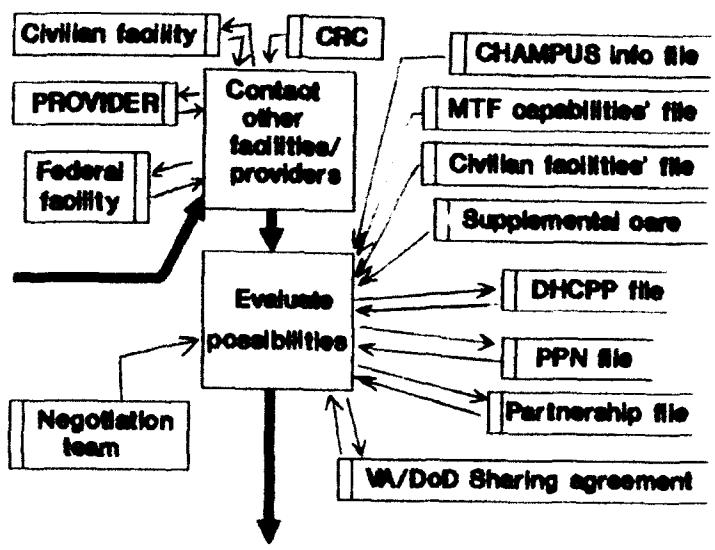 Civilian facility
CRC
PROVIDER
Federal
facility
Contact
other
facilities/
providers
CHAMPUS info file
MTF capabilities' file
Civilian facilities' file
Supplemental care
Evaluate
possibilities
DHCPP file
PPN file
Partnership file
Negotiation
team
VA/DoD Sharing agreement